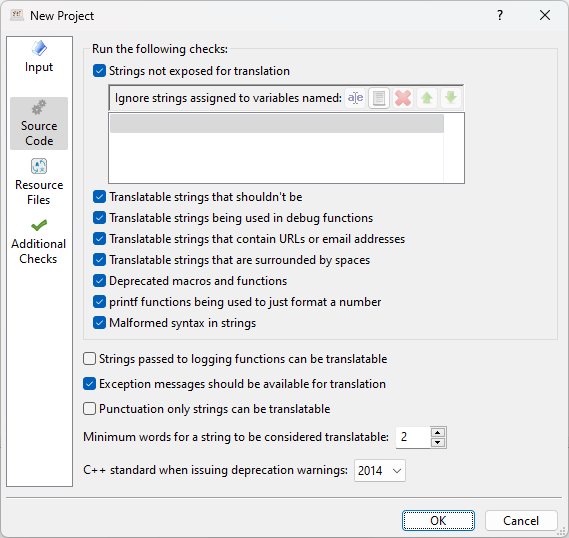 New Project
?
Input
Source
Code
Resource
Files
Additional
Checks
Run the following checks:
Strings not exposed for translation
Ignore strings assigned to variables named:
a|e
Translatable strings that shouldn't be
Translatable strings being used in debug functions
Translatable strings that contain URLs or email addresses
Translatable strings that are surrounded by spaces
Deprecated macros and functions
printf functions being used to just format a number
Malformed syntax in strings
Strings passed to logging functions can be translatable
Exception messages should be available for translation
Punctuation only strings can be translatable
Minimum words for a string to be considered translatable: 2
C++ standard when issuing deprecation warnings: 2014
OK
Cancel